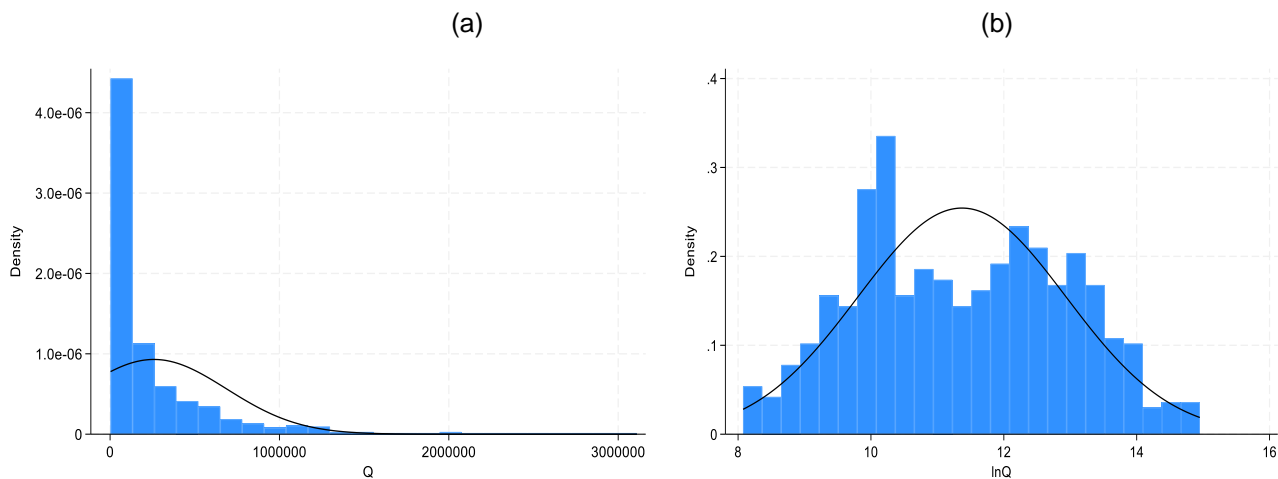 (a)
4.0e-06
3.0e-06
2.0e-06
1.0e-06
0
Density
0 1000000 2000000 3000000
Q
(b)
.4
.3
.2
.1
0
Density
8 10 12 14 16
lnQ